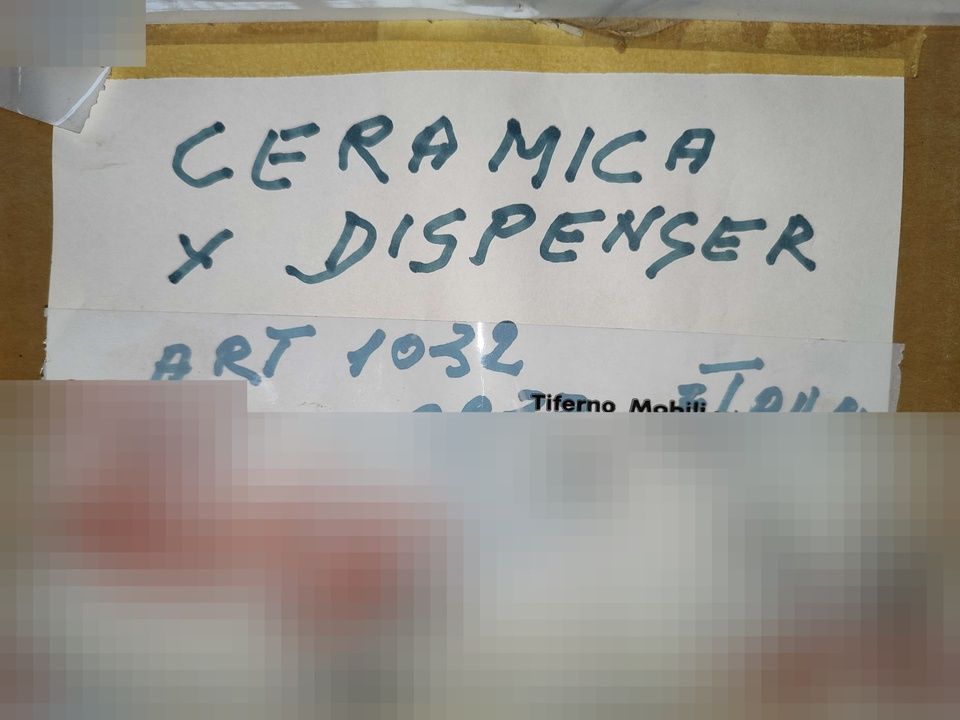 CERAMICA
X DISPENSER
ART 1032
Tiferno Mobili